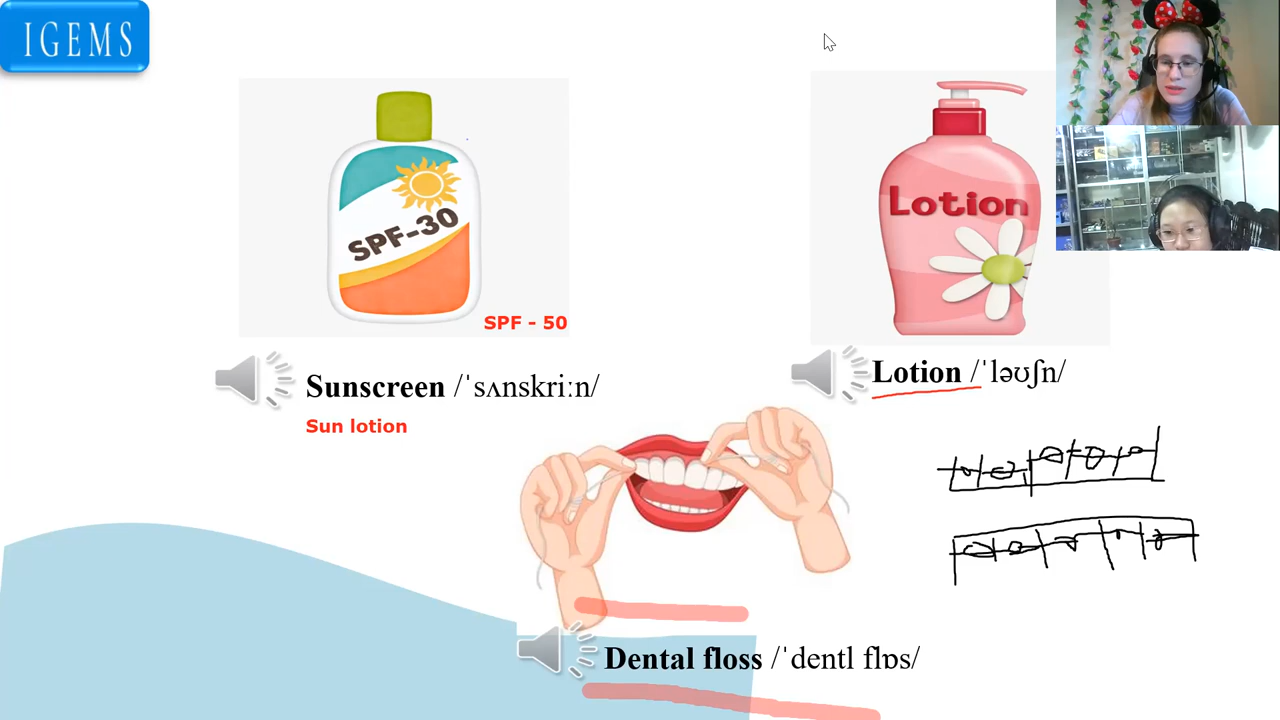 IGEMS
SPF-30
SPF - 50
Lotion
Sunscreen /ˈsʌnskriːn/
Sun lotion
Lotion /ˈləʊʃn/
Dental floss /ˈdentl flɒs/